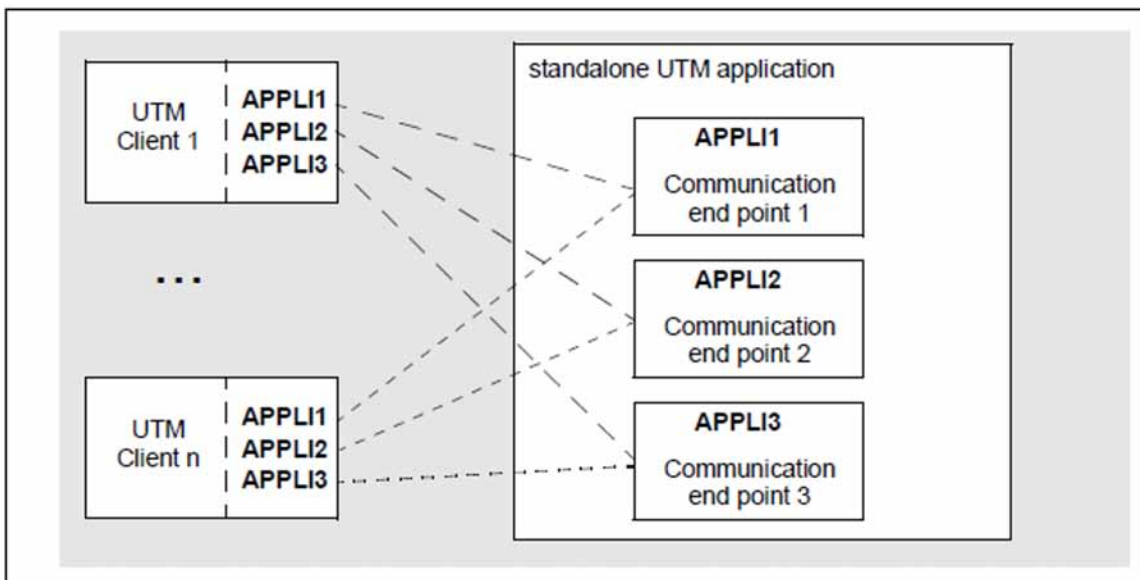 standalone UTM application
UTM
Client 1
APPLI1
APPLI2
APPLI3
APPLI1
Communication
end point 1
...
APPLI2
Communication
end point 2
UTM
Client n
APPLI1
APPLI2
APPLI3
APPLI3
Communication
end point 3